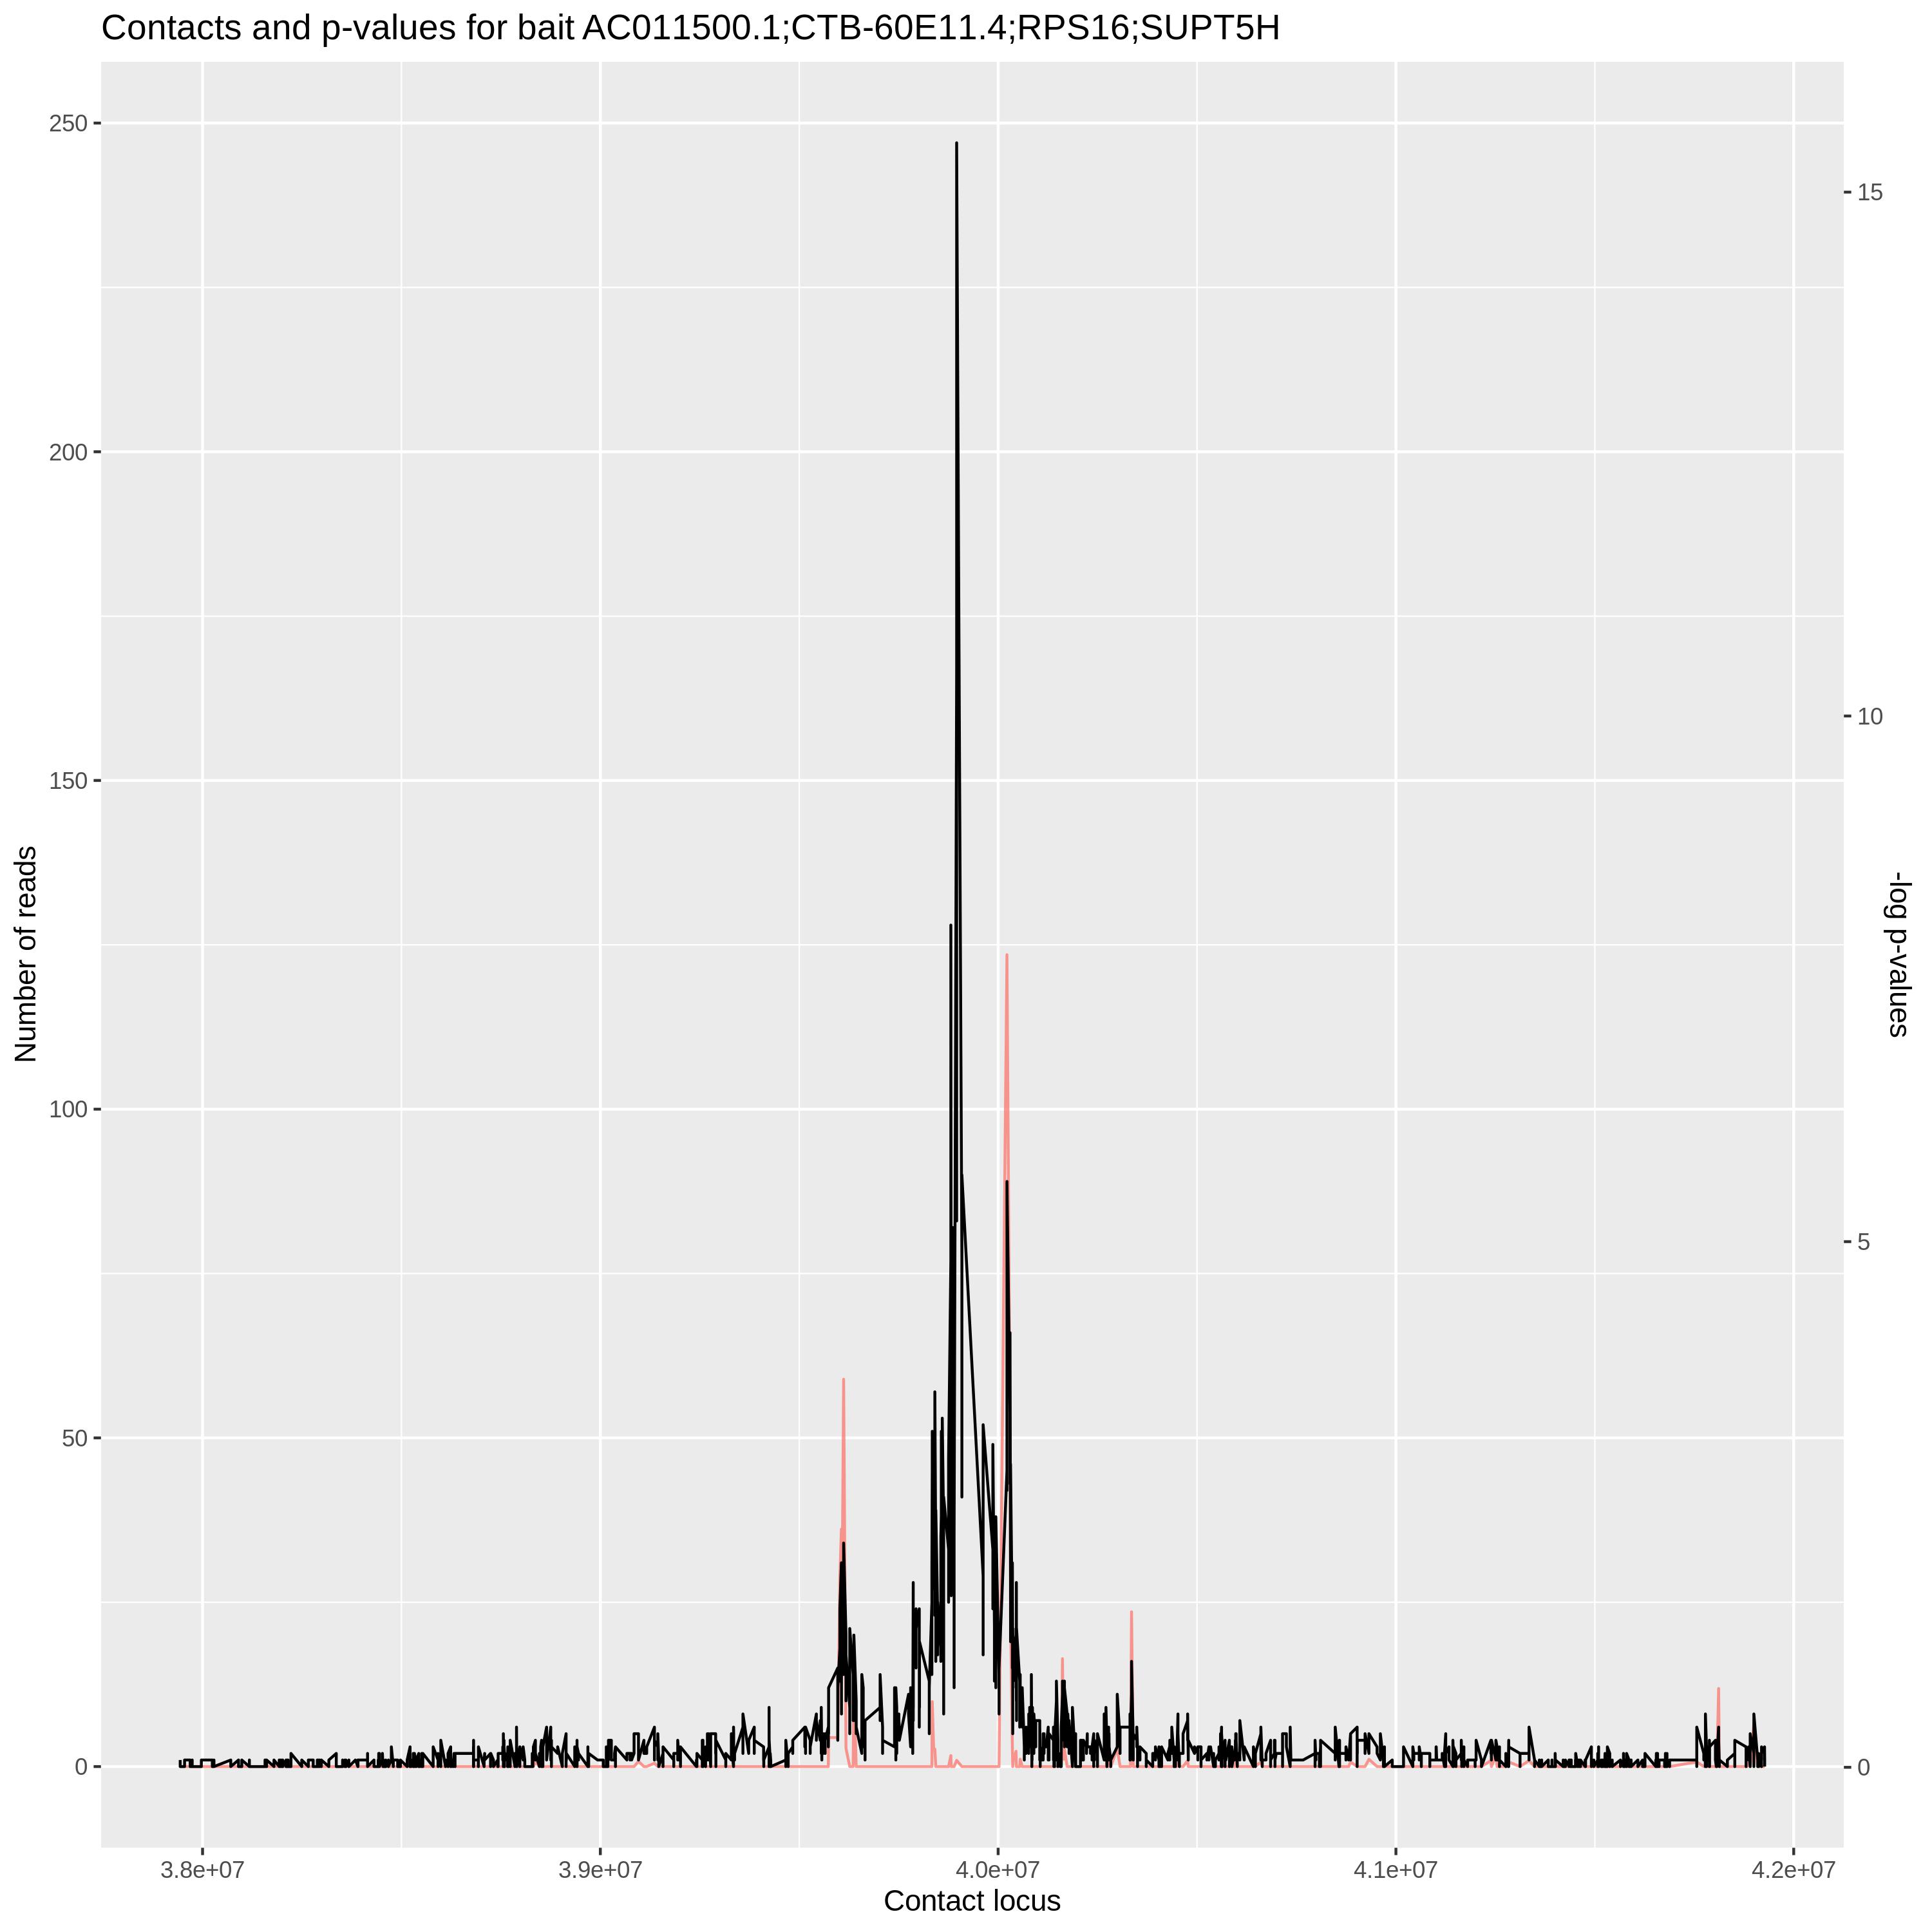 Contacts and p-values for bait AC011500.1;CTB-60E11.4;RPS16;SUPT5H
250
200
150
100
50
0
Number of reads
15
10
5
0
-log p-values
3.8e+07 3.9e+07 4.0e+07 4.1e+07 4.2e+07
Contact locus